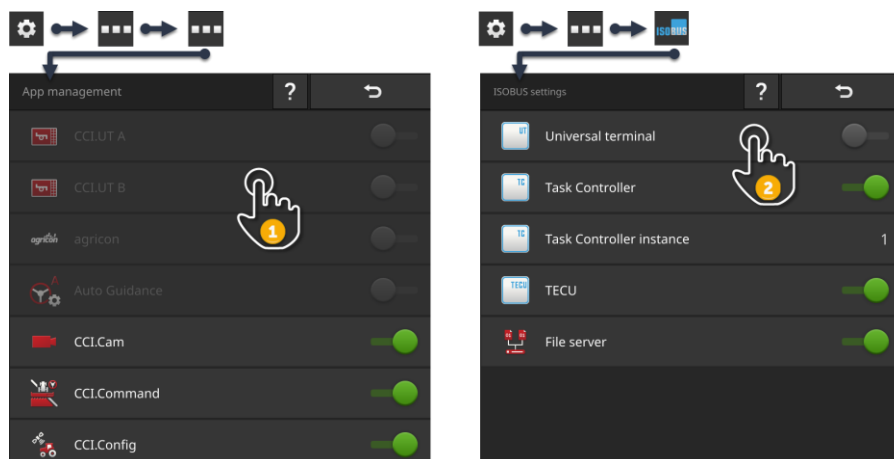 ISOBUS
App management
?
CCI.UT A
CCI.UT B
1
agricon agricon
Auto Guidance
CCI.Cam
CCI.Command
CCI.Config
ISOBUS settings
?
UT Universal terminal
2
TC Task Controller
TC Task Controller instance 1
TECU TECU
File server